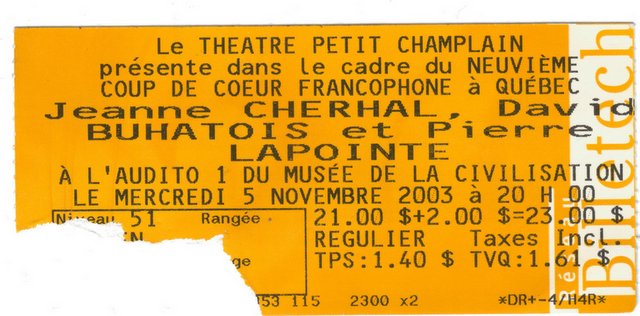 Le THEATRE PETIT CHAMPLAIN
présente dans le cadre du NEUVIÈME
COUP DE COEUR FRANCOPHONE à QUÉBEC
Jeanne CHERHAL, David
BUHATOIS et Pierre
LAPOINTE
À L'AUDITO 1 DU MUSÉE DE LA CIVILISATION
LE MERCREDI 5 NOVEMBRE 2003 à 20 H 00
Niveau 51 Rangée 21.00 $+2.00 $=23.00 $
REGULIER Taxes Incl.
TPS:1.40 $ TVQ:1.61 $
53 115 2300 x2 *DR+-4/H4R*
Réseau
Billetech